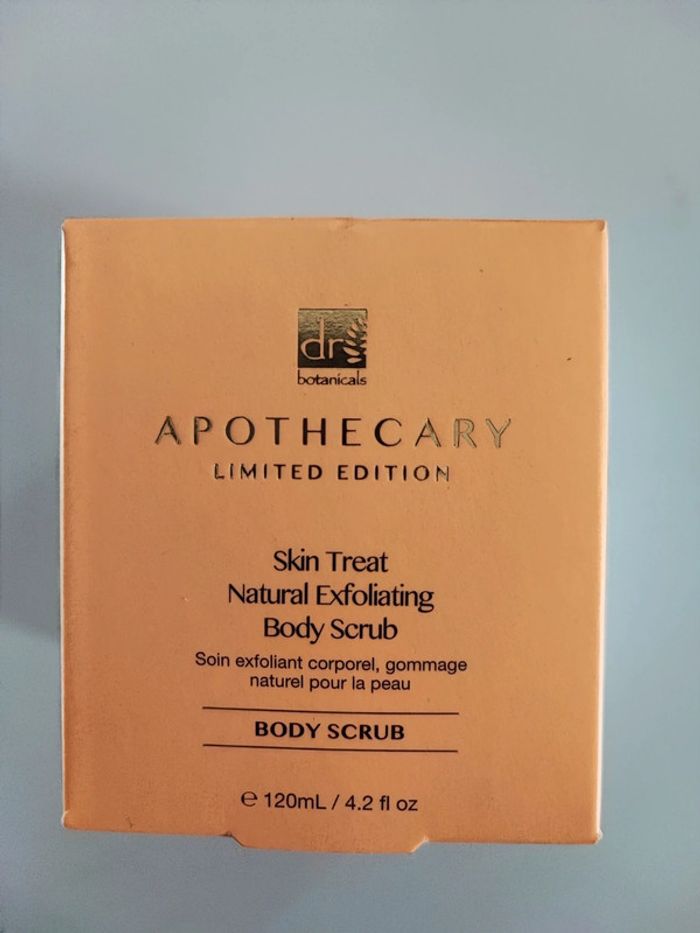 dr
botanicals
APOTHECARY
LIMITED EDITION
Skin Treat
Natural Exfoliating
Body Scrub
Soin exfoliant corporel, gommage
naturel pour la peau
BODY SCRUB
℮ 120mL / 4.2 fl oz